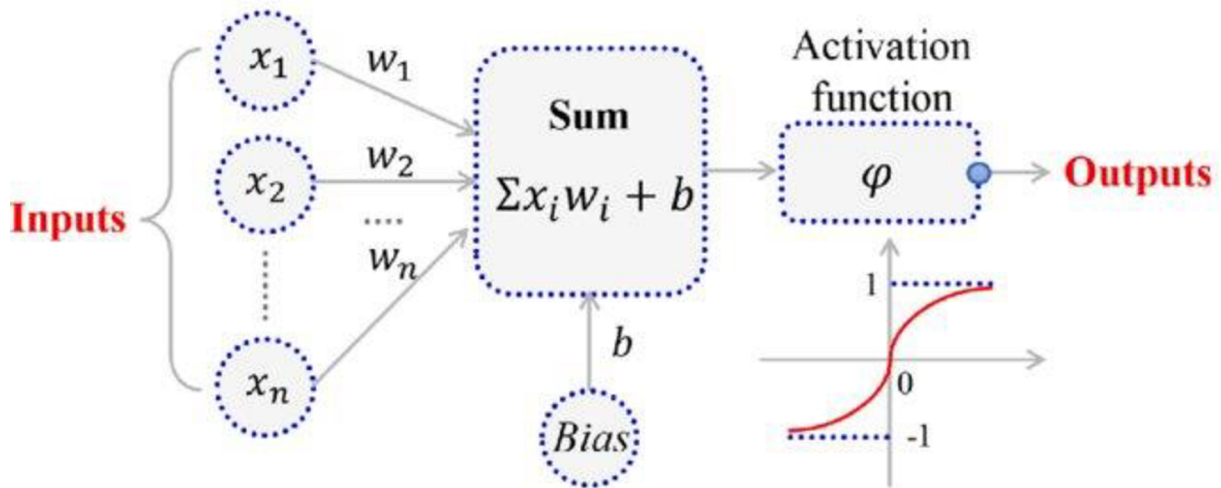 Inputs
x₁
x₂
xₙ
w₁
w₂
....
wₙ
Sum
Σxᵢwᵢ + b
b
Bias
Activation
function
φ
Outputs
1
0
-1